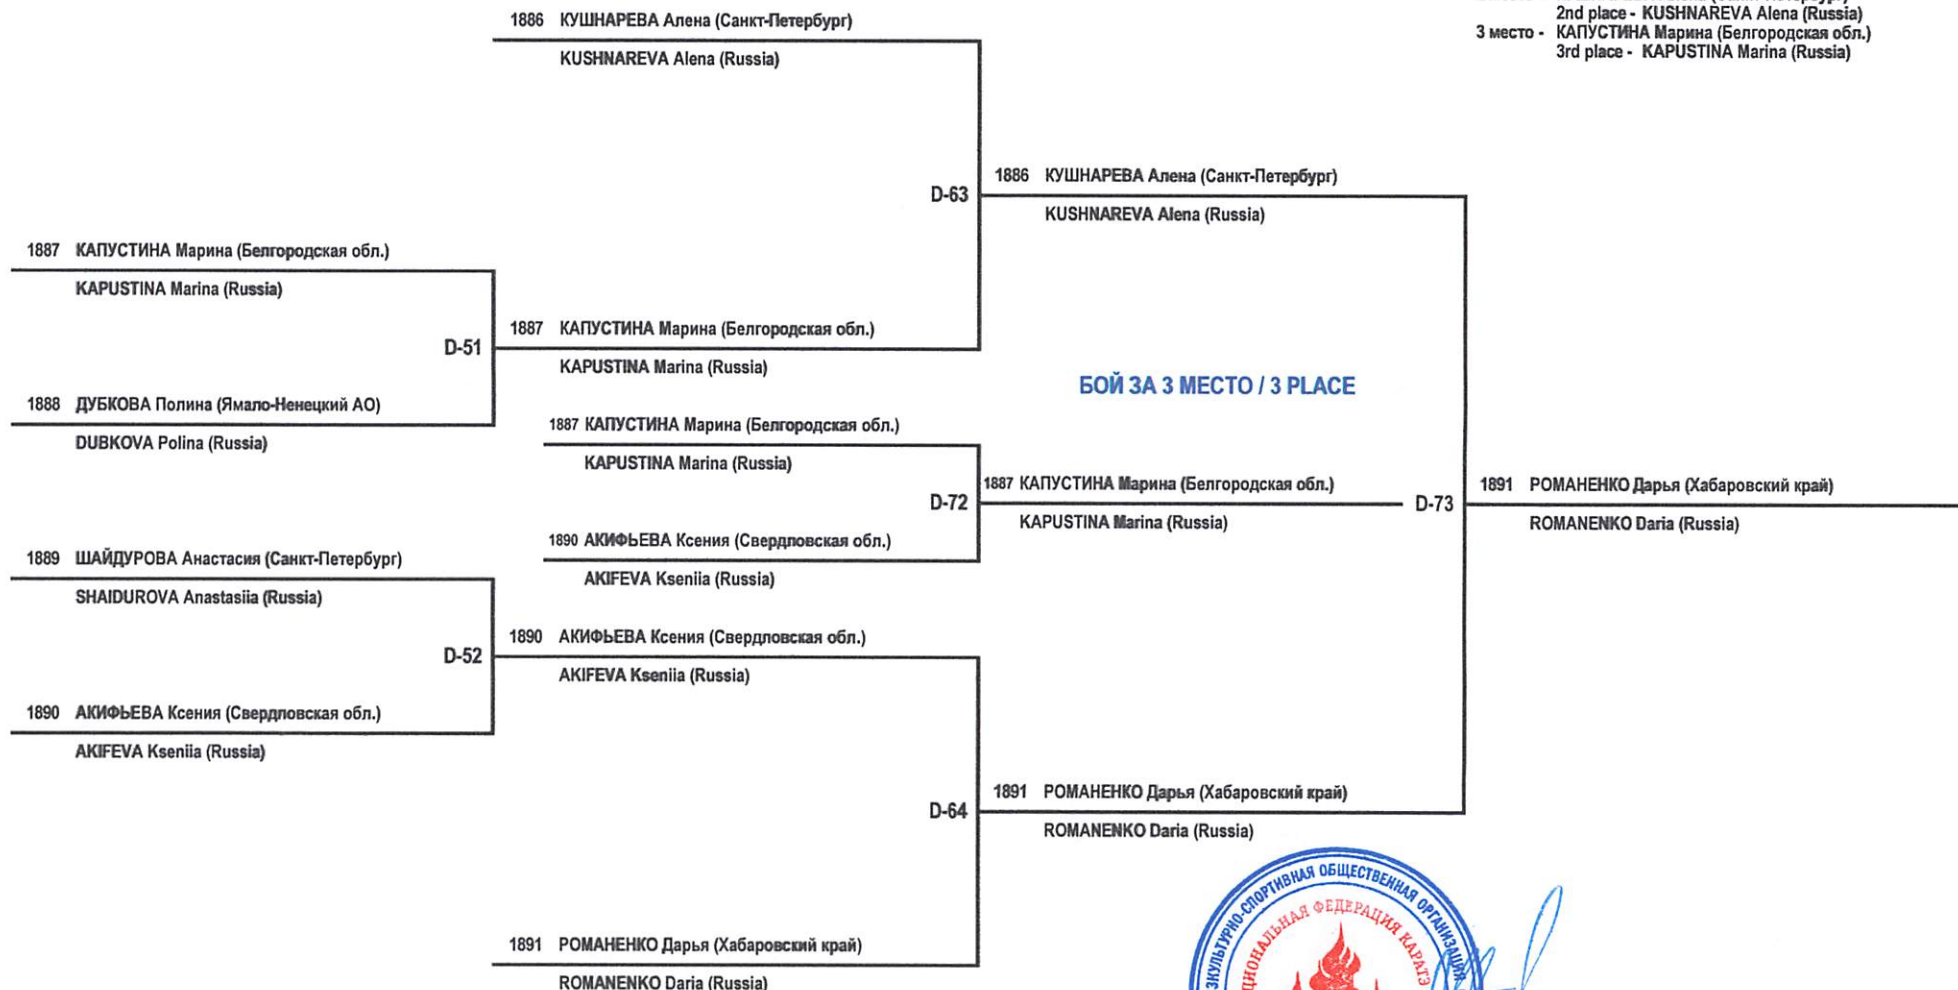 1886 КУШНАРЕВА Алена (Санкт-Петербург)
KUSHNAREVA Alena (Russia)
2nd place - KUSHNAREVA Alena (Russia)
3 место - КАПУСТИНА Марина (Белгородская обл.)
3rd place - KAPUSTINA Marina (Russia)
D-63
1886 КУШНАРЕВА Алена (Санкт-Петербург)
KUSHNAREVA Alena (Russia)
1887 КАПУСТИНА Марина (Белгородская обл.)
KAPUSTINA Marina (Russia)
D-51
1887 КАПУСТИНА Марина (Белгородская обл.)
KAPUSTINA Marina (Russia)
1888 ДУБКОВА Полина (Ямало-Ненецкий АО)
DUBKOVA Polina (Russia)
БОЙ ЗА 3 МЕСТО / 3 PLACE
1887 КАПУСТИНА Марина (Белгородская обл.)
KAPUSTINA Marina (Russia)
D-72
1887 КАПУСТИНА Марина (Белгородская обл.)
KAPUSTINA Marina (Russia)
D-73
1891 РОМАНЕНКО Дарья (Хабаровский край)
ROMANENKO Daria (Russia)
1890 АКИФЬЕВА Ксения (Свердловская обл.)
AKIFEVA Kseniia (Russia)
1889 ШАЙДУРОВА Анастасия (Санкт-Петербург)
SHAIDUROVA Anastasiia (Russia)
D-52
1890 АКИФЬЕВА Ксения (Свердловская обл.)
AKIFEVA Kseniia (Russia)
1890 АКИФЬЕВА Ксения (Свердловская обл.)
AKIFEVA Kseniia (Russia)
D-64
1891 РОМАНЕНКО Дарья (Хабаровский край)
ROMANENKO Daria (Russia)
1891 РОМАНЕНКО Дарья (Хабаровский край)
ROMANENKO Daria (Russia)
СПОРТИВНАЯ ОБЩЕСТВЕННАЯ ОРГАНИЗАЦИЯ
ФЕДЕРАЦИЯ КАРАТЭ